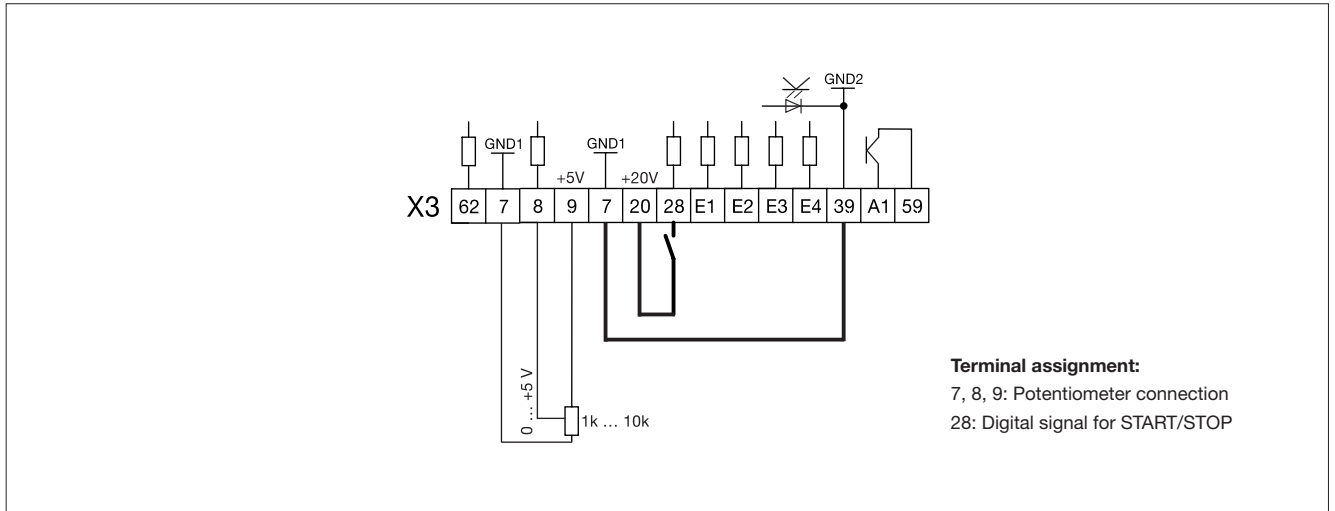 GND2
GND1
GND1
+5V
+20V
X3 62 7 8 9 7 20 28 E1 E2 E3 E4 39 A1 59
0 ... +5 V
1k ... 10k
Terminal assignment:
7, 8, 9: Potentiometer connection
28: Digital signal for START/STOP